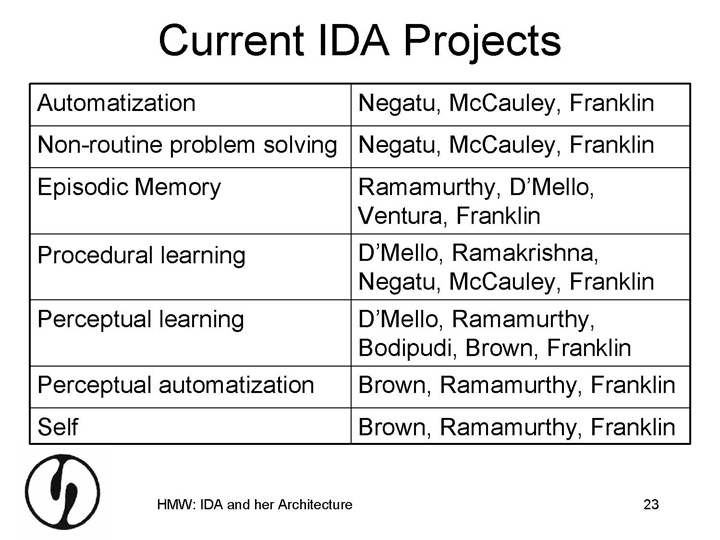 Current IDA Projects
Automatization
Negatu, McCauley, Franklin
Non-routine problem solving
Negatu, McCauley, Franklin
Episodic Memory
Ramamurthy, D’Mello,
Ventura, Franklin
Procedural learning
D’Mello, Ramakrishna,
Negatu, McCauley, Franklin
Perceptual learning
D’Mello, Ramamurthy,
Bodipudi, Brown, Franklin
Perceptual automatization
Brown, Ramamurthy, Franklin
Self
Brown, Ramamurthy, Franklin
HMW: IDA and her Architecture
23